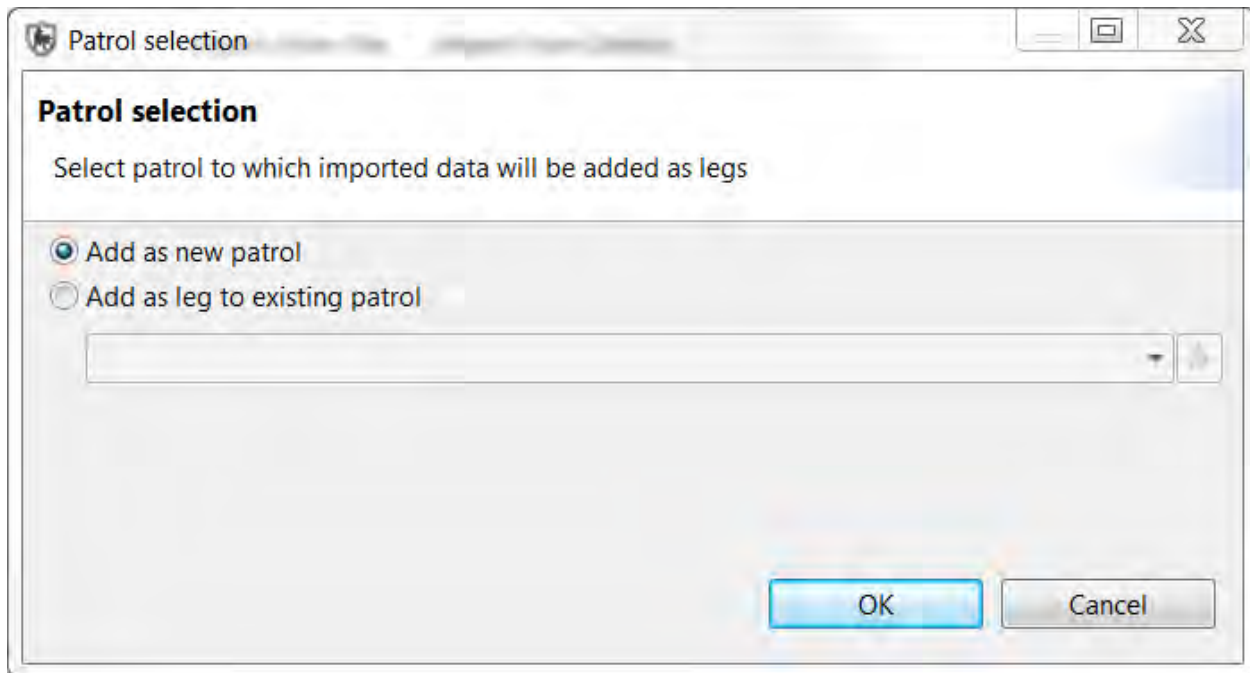 Patrol selection
Patrol selection
Select patrol to which imported data will be added as legs
Add as new patrol
Add as leg to existing patrol
OK
Cancel